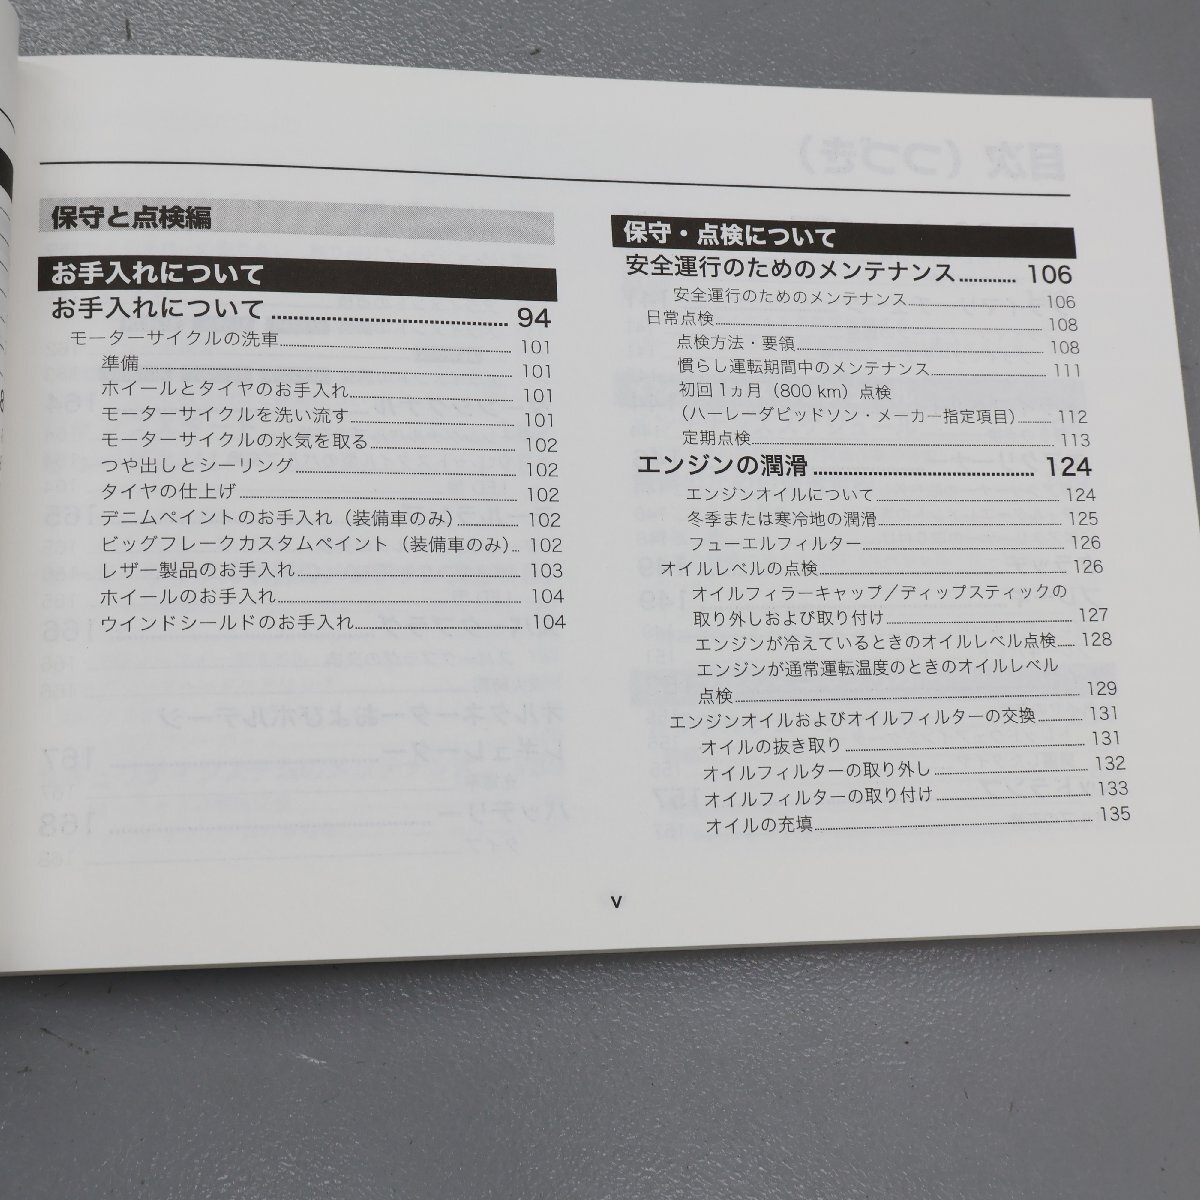 保守と点検編
お手入れについて
お手入れについて 94
モーターサイクルの洗車 101
準備 101
ホイールとタイヤのお手入れ 101
モーターサイクルを洗い流す 101
モーターサイクルの水気を取る 102
つや出しとシーリング 102
タイヤの仕上げ 102
デニムペイントのお手入れ（装備車のみ） 102
ビッグフレークカスタムペイント（装備車のみ） 102
レザー製品のお手入れ 103
ホイールのお手入れ 104
ウインドシールドのお手入れ 104
保守・点検について
安全運行のためのメンテナンス 106
安全運行のためのメンテナンス 106
日常点検 108
点検方法・要領 108
慣らし運転期間中のメンテナンス 111
初回1ヵ月（800 km）点検
（ハーレーダビッドソン・メーカー指定項目） 112
定期点検 113
エンジンの潤滑 124
エンジンオイルについて 124
冬季または寒冷地の潤滑 125
フューエルフィルター 126
オイルレベルの点検 126
オイルフィラーキャップ/ディップスティックの
取り外しおよび取り付け 127
エンジンが冷えているときのオイルレベル点検 128
エンジンが通常運転温度のときのオイルレベル
点検 129
エンジンオイルおよびオイルフィルターの交換 131
オイルの抜き取り 131
オイルフィルターの取り外し 132
オイルフィルターの取り付け 133
オイルの充填 135
V